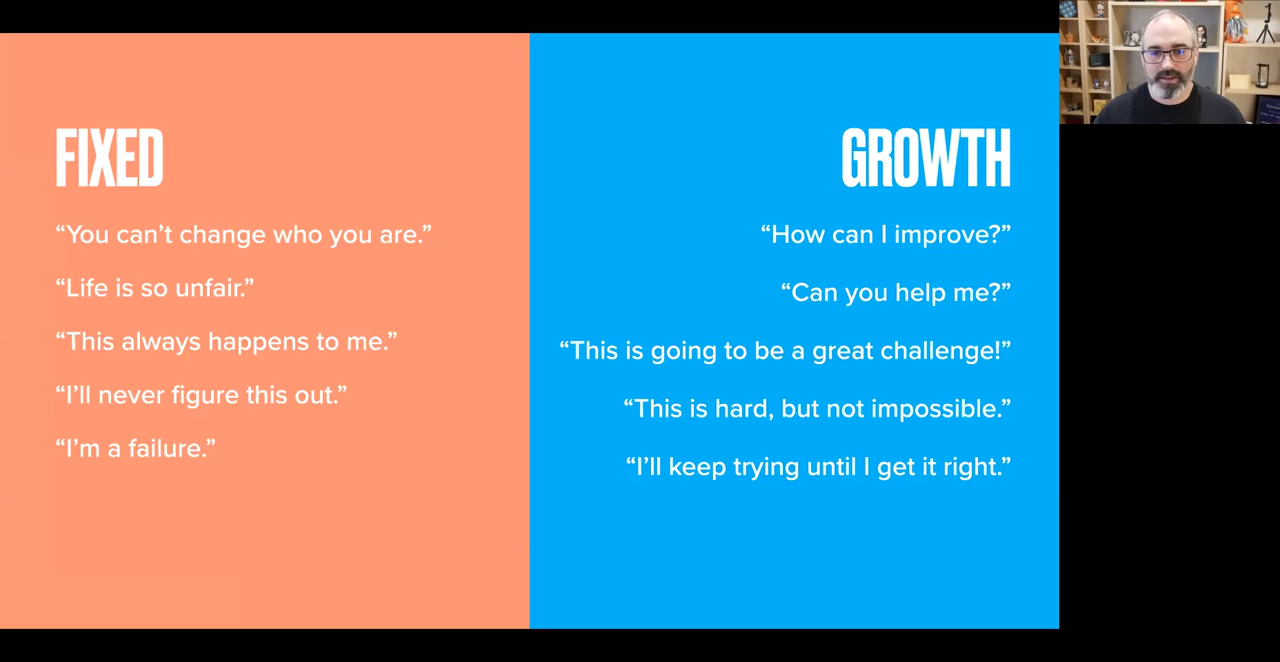 FIXED
“You can’t change who you are.”
“Life is so unfair.”
“This always happens to me.”
“I’ll never figure this out.”
“I’m a failure.”
GROWTH
“How can I improve?”
“Can you help me?”
“This is going to be a great challenge!”
“This is hard, but not impossible.”
“I’ll keep trying until I get it right.”